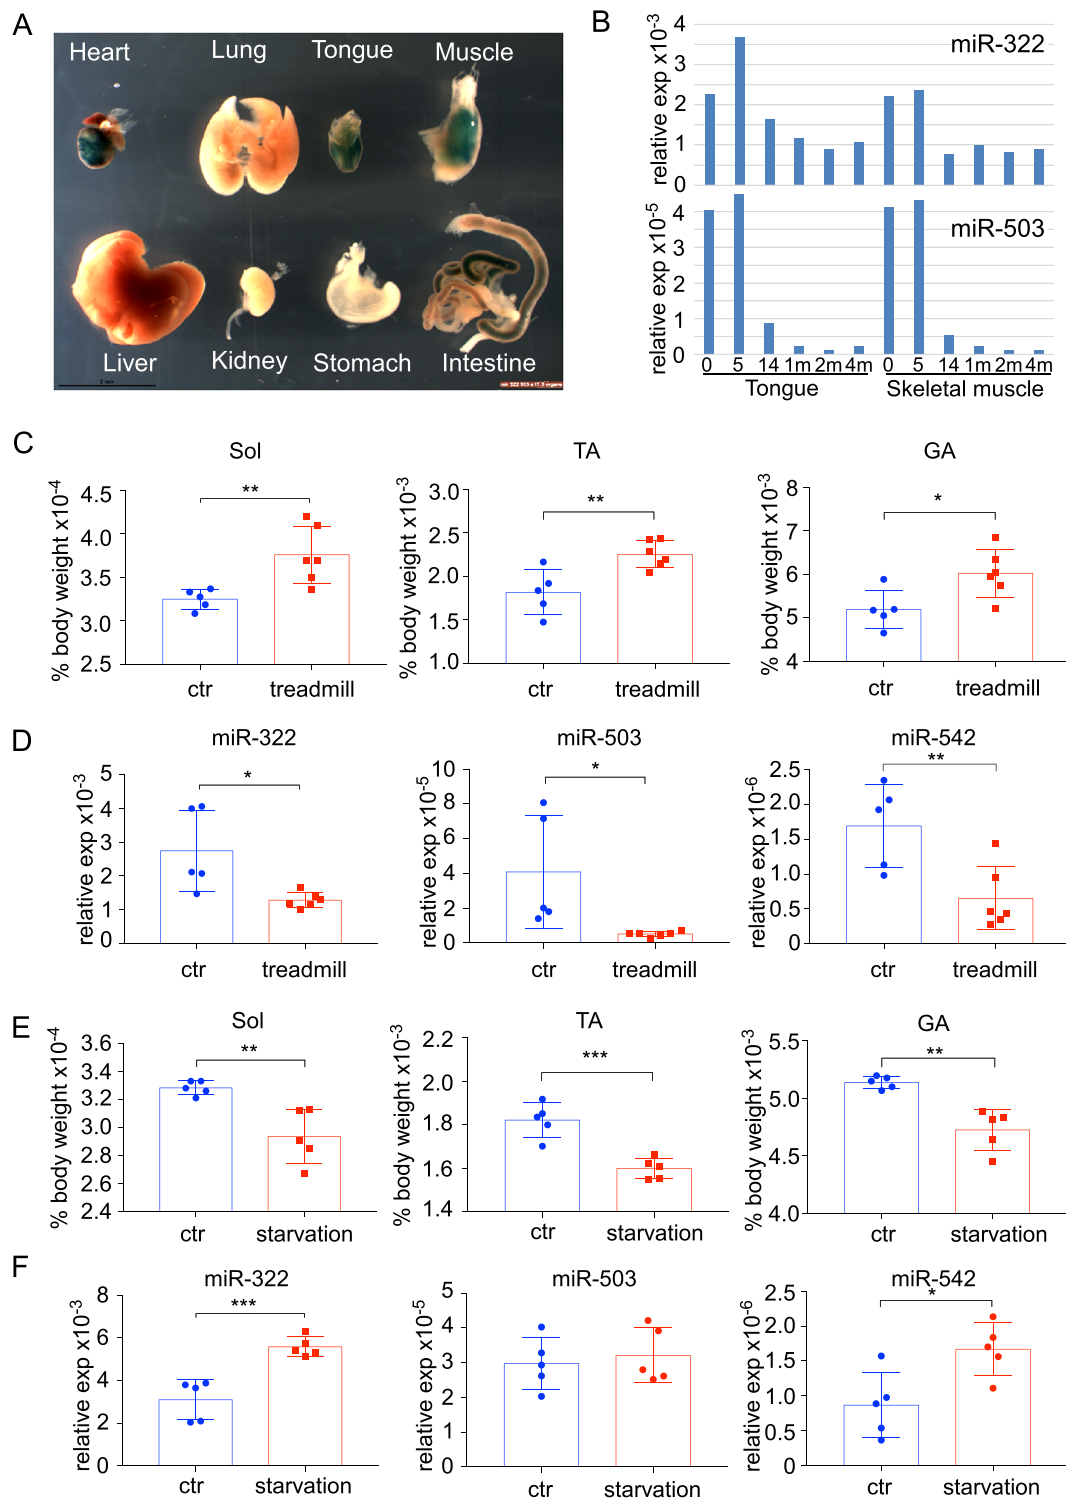 A
Heart Lung Tongue Muscle
Liver Kidney Stomach Intestine
B
relative exp x10-3
4
3
2
1
0
miR-322
relative exp x10-5
4
3
2
1
0
miR-503
0 5 14 1m 2m 4m 0 5 14 1m 2m 4m
Tongue Skeletal muscle
C
Sol
% body weight x10-4
4.5
4.0
3.5
3.0
2.5
**
ctr treadmill
TA
% body weight x10-3
3.0
2.5
2.0
1.5
1.0
**
ctr treadmill
GA
% body weight x10-3
8
7
6
5
4
*
ctr treadmill
D
miR-322
relative exp x10-3
5
4
3
2
1
0
*
ctr treadmill
miR-503
relative exp x10-5
10
8
6
4
2
0
*
ctr treadmill
miR-542
relative exp x10-6
2.5
2.0
1.5
1.0
0.5
0
**
ctr treadmill
E
Sol
% body weight x10-4
3.6
3.4
3.2
3.0
2.8
2.6
2.4
**
ctr starvation
TA
% body weight x10-3
2.2
2.0
1.8
1.6
1.4
***
ctr starvation
GA
% body weight x10-3
5.5
5.0
4.5
4.0
**
ctr starvation
F
miR-322
relative exp x10-3
8
6
4
2
0
***
ctr starvation
miR-503
relative exp x10-5
5
4
3
2
1
0
ctr starvation
miR-542
relative exp x10-6
2.5
2.0
1.5
1.0
0.5
0
*
ctr starvation